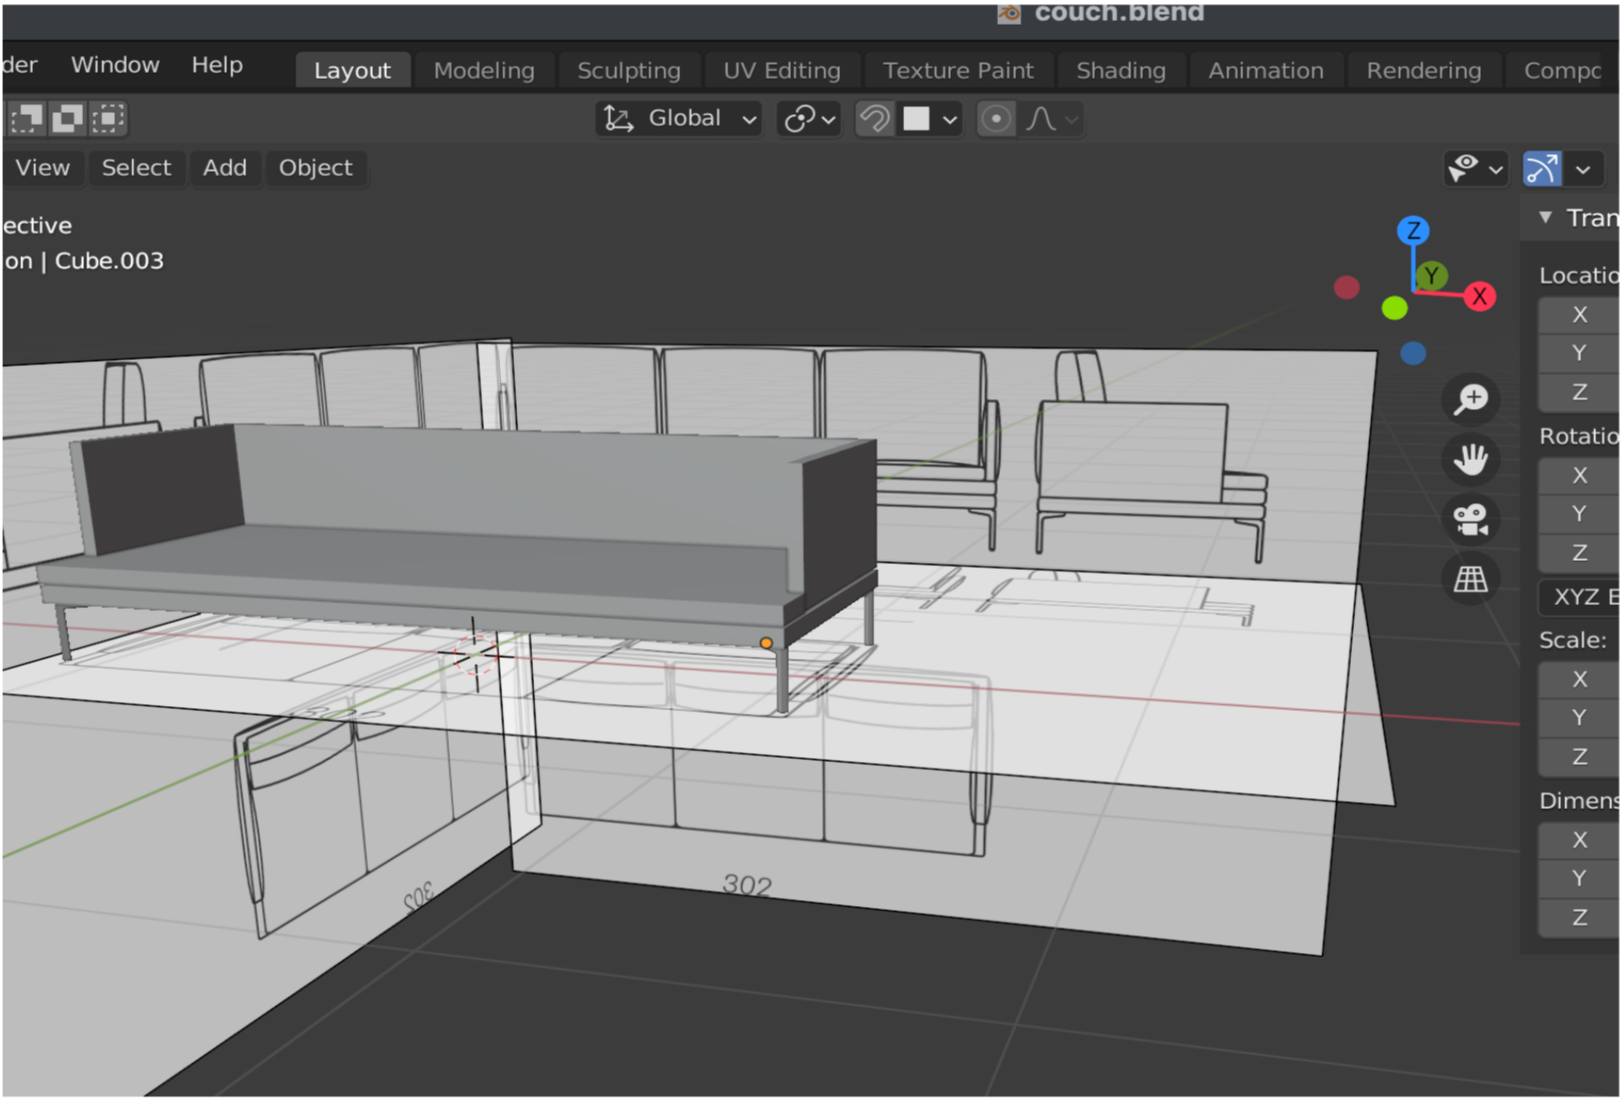 couch.blend
der Window Help Layout Modeling Sculpting UV Editing Texture Paint Shading Animation Rendering Compc
Global
View Select Add Object
ective
on | Cube.003
Z
Y
X
Tran
Locatio
X
Y
Z
Rotatio
X
Y
Z
XYZ E
Scale:
X
Y
Z
Dimens
X
Y
Z
302
302